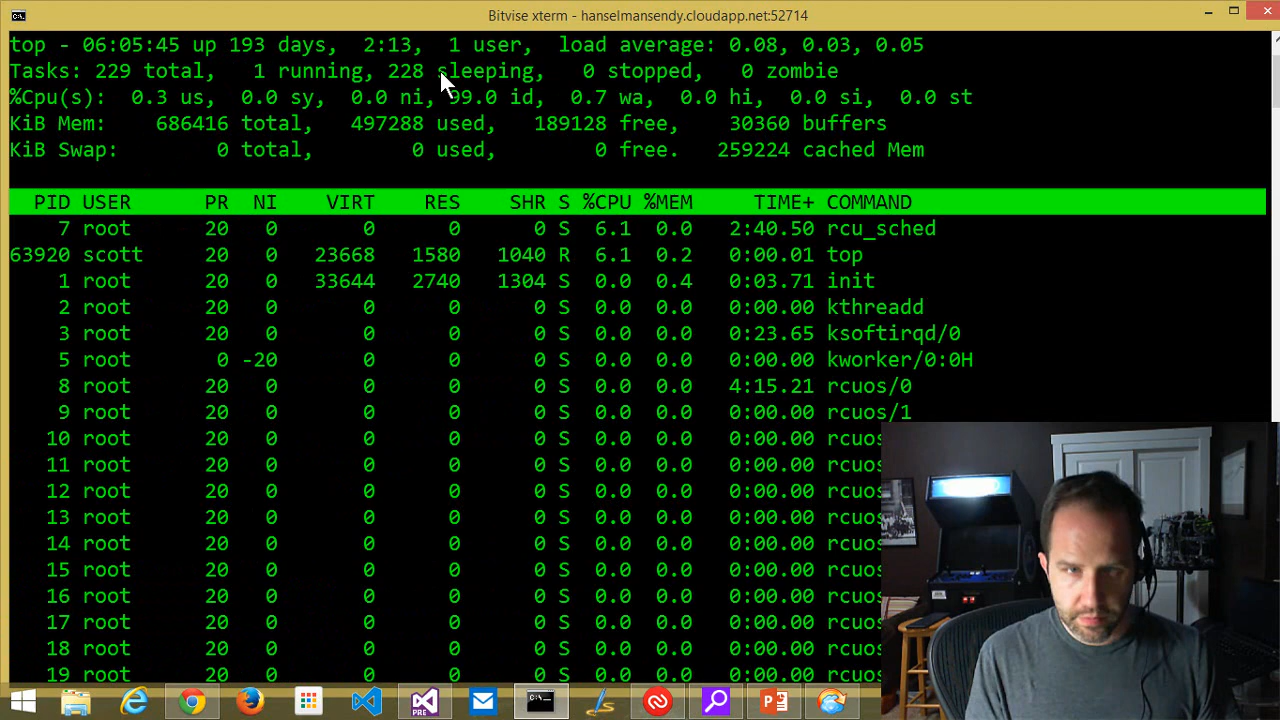 Bitvise xterm - hanselmansendy.cloudapp.net:52714
top - 06:05:45 up 193 days,  2:13,  1 user,  load average: 0.08, 0.03, 0.05
Tasks: 229 total,   1 running, 228 sleeping,   0 stopped,   0 zombie
%Cpu(s):  0.3 us,  0.0 sy,  0.0 ni, 99.0 id,  0.7 wa,  0.0 hi,  0.0 si,  0.0 st
KiB Mem:   686416 total,   497288 used,   189128 free,    30360 buffers
KiB Swap:        0 total,        0 used,        0 free.   259224 cached Mem
PID USER PR NI VIRT RES SHR S %CPU %MEM TIME+ COMMAND
7 root 20 0 0 0 0 S 6.1 0.0 2:40.50 rcu_sched
63920 scott 20 0 23668 1580 1040 R 6.1 0.2 0:00.01 top
1 root 20 0 33644 2740 1304 S 0.0 0.4 0:03.71 init
2 root 20 0 0 0 0 S 0.0 0.0 0:00.00 kthreadd
3 root 20 0 0 0 0 S 0.0 0.0 0:23.65 ksoftirqd/0
5 root 0 -20 0 0 0 S 0.0 0.0 0:00.00 kworker/0:0H
8 root 20 0 0 0 0 S 0.0 0.0 4:15.21 rcuos/0
9 root 20 0 0 0 0 S 0.0 0.0 0:00.00 rcuos/1
10 root 20 0 0 0 0 S 0.0 0.0 0:00.00 rcuos
11 root 20 0 0 0 0 S 0.0 0.0 0:00.00 rcuos
12 root 20 0 0 0 0 S 0.0 0.0 0:00.00 rcuos
13 root 20 0 0 0 0 S 0.0 0.0 0:00.00 rcuos
14 root 20 0 0 0 0 S 0.0 0.0 0:00.00 rcuos
15 root 20 0 0 0 0 S 0.0 0.0 0:00.00 rcuos
16 root 20 0 0 0 0 S 0.0 0.0 0:00.00 rcuos
17 root 20 0 0 0 0 S 0.0 0.0 0:00.00 rcuos
18 root 20 0 0 0 0 S 0.0 0.0 0:00.00 rcuos
19 root 20 0 0 0 0 S 0.0 0.0 0:00.00 rcuos
PRE